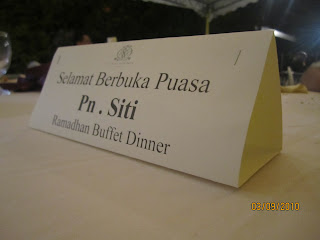 Selamat Berbuka Puasa
Pn . Siti
Ramadhan Buffet Dinner
03/09/2010